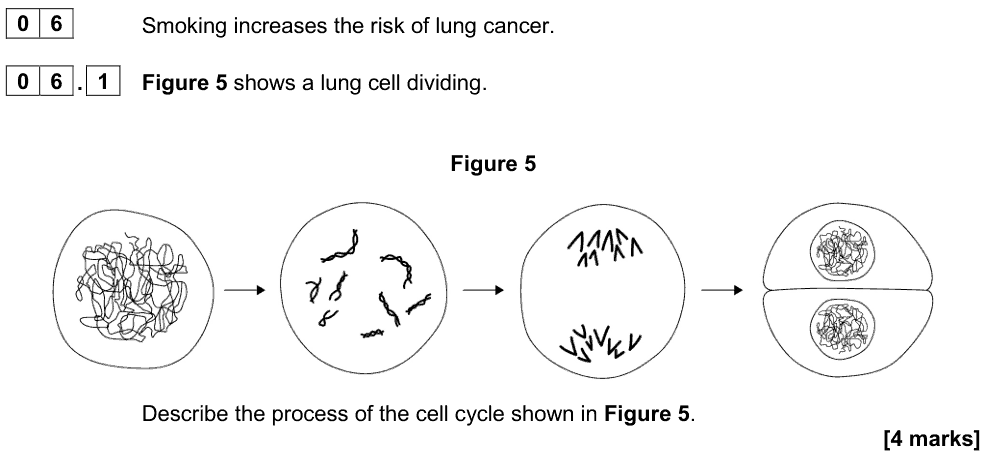 0 6 Smoking increases the risk of lung cancer.
0 6 . 1 Figure 5 shows a lung cell dividing.
Figure 5
Describe the process of the cell cycle shown in Figure 5.
[4 marks]